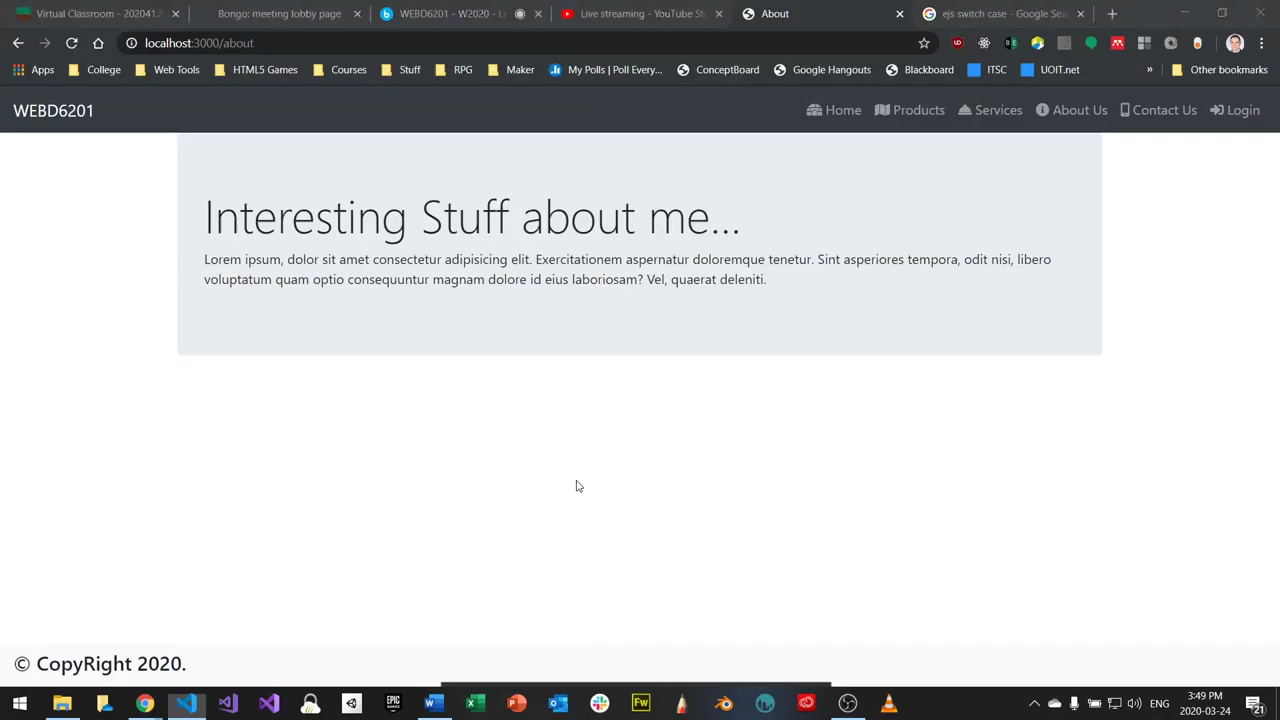 Virtual Classroom - 202041.2
Bongo: meeting lobby page
WEBD6201 - W2020 - L
Live streaming - YouTube St
About
ejs switch case - Google Sea
localhost:3000/about
Apps
College
Web Tools
HTML5 Games
Courses
Stuff
RPG
Maker
My Polls | Poll Every...
ConceptBoard
Google Hangouts
Blackboard
ITSC
UOIT.net
»
Other bookmarks
WEBD6201
Home
Products
Services
About Us
Contact Us
Login
Interesting Stuff about me...
Lorem ipsum, dolor sit amet consectetur adipisicing elit. Exercitationem aspernatur doloremque tenetur. Sint asperiores tempora, odit nisi, libero
voluptatum quam optio consequuntur magnam dolore id eius laboriosam? Vel, quaerat deleniti.
© CopyRight 2020.
EPIC
Fw
ENG
3:49 PM
2020-03-24
21